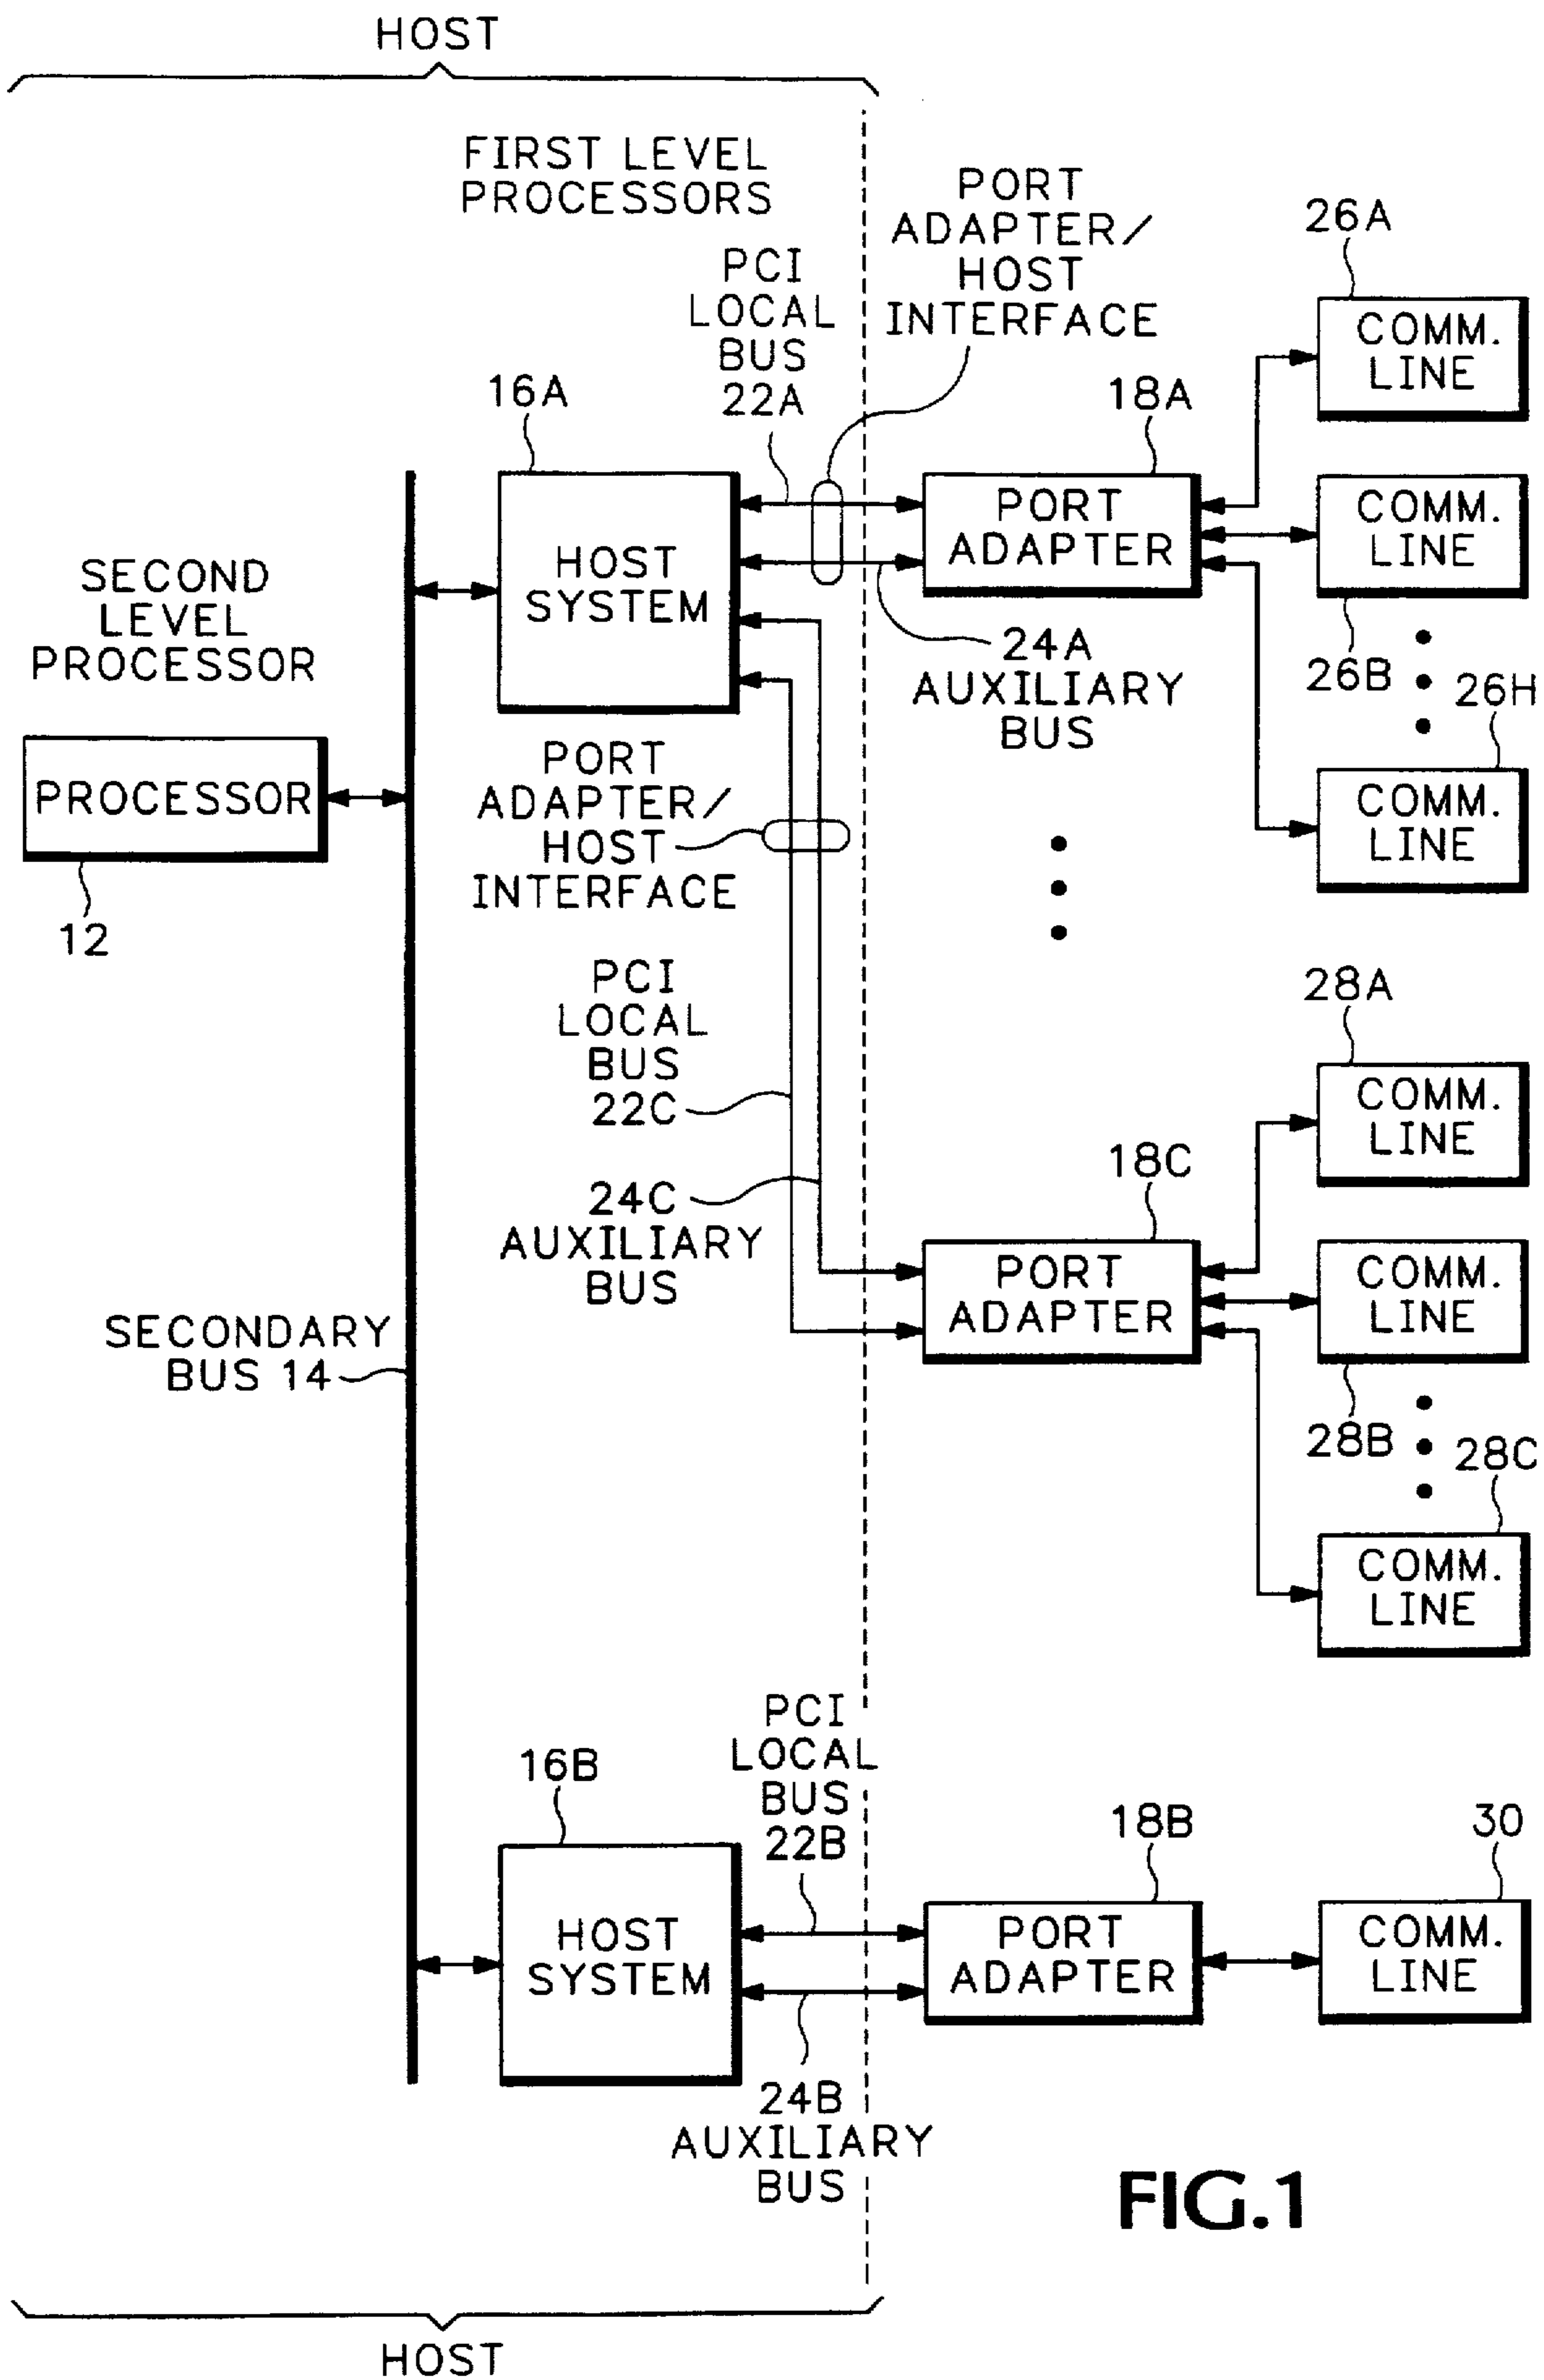 HOST
FIRST LEVEL
PROCESSORS
PORT
ADAPTER/
HOST
INTERFACE
PCI
LOCAL
BUS
22A
26A
COMM.
LINE
16A
18A
HOST
SYSTEM
PORT
ADAPTER
COMM.
LINE
SECOND
LEVEL
PROCESSOR
24A
AUXILIARY
BUS
26B
26H
PROCESSOR
12
PORT
ADAPTER/
HOST
INTERFACE
COMM.
LINE
PCI
LOCAL
BUS
22C
28A
COMM.
LINE
24C
AUXILIARY
BUS
18C
PORT
ADAPTER
COMM.
LINE
SECONDARY
BUS 14
28B
28C
COMM.
LINE
PCI
LOCAL
BUS
22B
16B
18B
30
HOST
SYSTEM
PORT
ADAPTER
COMM.
LINE
24B
AUXILIARY
BUS
FIG.1
HOST